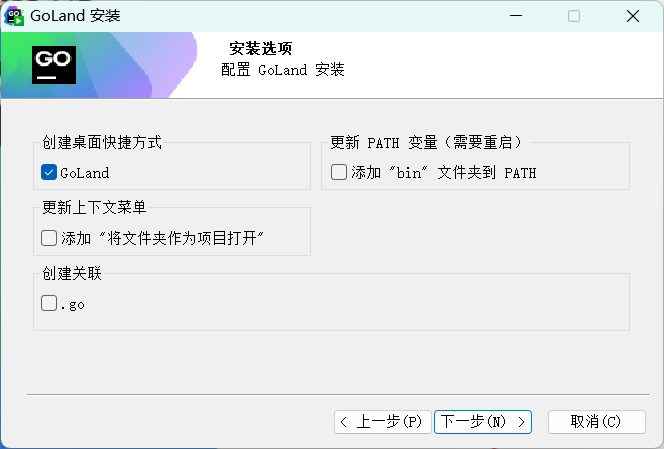 GoLand 安装
GO
安装选项
配置 GoLand 安装
创建桌面快捷方式
GoLand
更新 PATH 变量（需要重启）
添加 "bin" 文件夹到 PATH
更新上下文菜单
添加 "将文件夹作为项目打开"
创建关联
.go
< 上一步(P)
下一步(N) >
取消(C)